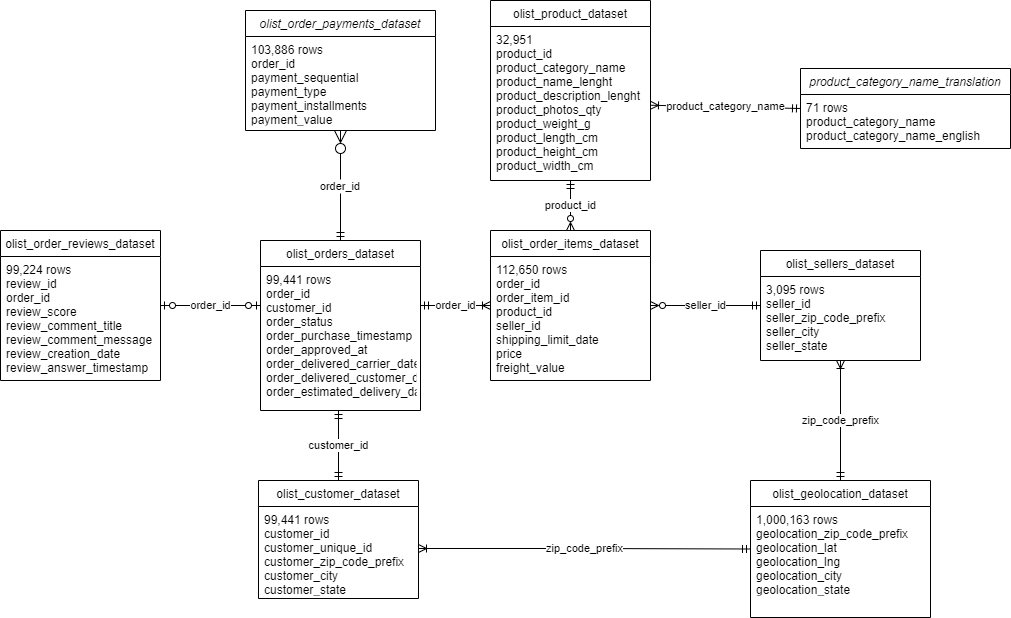 olist_order_payments_dataset
103,886 rows
order_id
payment_sequential
payment_type
payment_installments
payment_value
olist_product_dataset
32,951
product_id
product_category_name
product_name_lenght
product_description_lenght
product_photos_qty
product_weight_g
product_length_cm
product_height_cm
product_width_cm
product_category_name
product_category_name_translation
71 rows
product_category_name
product_category_name_english
order_id
product_id
olist_order_reviews_dataset
99,224 rows
review_id
order_id
review_score
review_comment_title
review_comment_message
review_creation_date
review_answer_timestamp
order_id
olist_orders_dataset
99,441 rows
order_id
customer_id
order_status
order_purchase_timestamp
order_approved_at
order_delivered_carrier_date
order_delivered_customer_d
order_estimated_delivery_da
order_id
olist_order_items_dataset
112,650 rows
order_id
order_item_id
product_id
seller_id
shipping_limit_date
price
freight_value
seller_id
olist_sellers_dataset
3,095 rows
seller_id
seller_zip_code_prefix
seller_city
seller_state
customer_id
zip_code_prefix
olist_customer_dataset
99,441 rows
customer_id
customer_unique_id
customer_zip_code_prefix
customer_city
customer_state
zip_code_prefix
olist_geolocation_dataset
1,000,163 rows
geolocation_zip_code_prefix
geolocation_lat
geolocation_lng
geolocation_city
geolocation_state